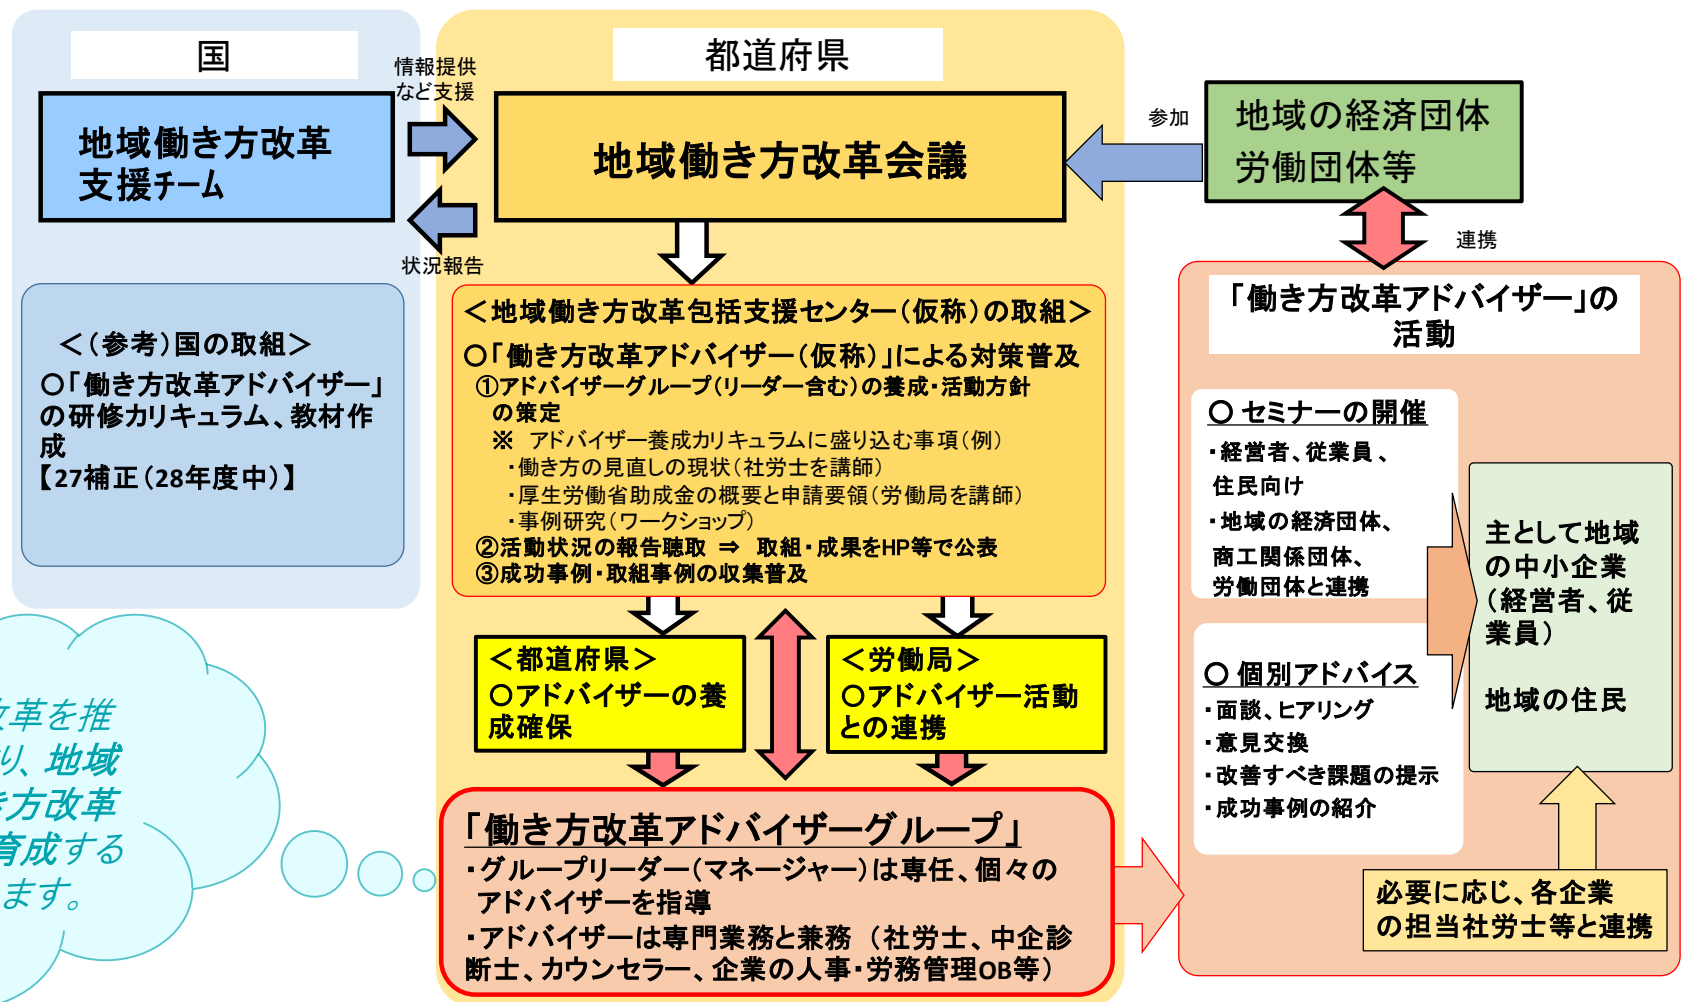 国
地域働き方改革
支援チーム
情報提供
など支援
状況報告
＜（参考）国の取組＞
○「働き方改革アドバイザー」
の研修カリキュラム、教材作
成
【27補正（28年度中）】
都道府県
地域働き方改革会議
参加
地域の経済団体
労働団体等
連携
＜地域働き方改革包括支援センター（仮称）の取組＞
○「働き方改革アドバイザー（仮称）」による対策普及
①アドバイザーグループ（リーダー含む）の養成・活動方針
の策定
※　アドバイザー養成カリキュラムに盛り込む事項（例）
・働き方の見直しの現状（社労士を講師）
・厚生労働省助成金の概要と申請要領（労働局を講師）
・事例研究（ワークショップ）
②活動状況の報告聴取 ⇒ 取組・成果をHP等で公表
③成功事例・取組事例の収集普及
＜都道府県＞
○アドバイザーの養
成確保
＜労働局＞
○アドバイザー活動
との連携
「働き方改革アドバイザーグループ」
・グループリーダー（マネージャー）は専任、個々の
アドバイザーを指導
・アドバイザーは専門業務と兼務（社労士、中企診
断士、カウンセラー、企業の人事・労務管理OB等）
「働き方改革アドバイザー」の
活動
○ セミナーの開催
・経営者、従業員、
住民向け
・地域の経済団体、
商工関係団体、
労働団体と連携
○ 個別アドバイス
・面談、ヒアリング
・意見交換
・改善すべき課題の提示
・成功事例の紹介
主として地域
の中小企業
（経営者、従
業員）
地域の住民
必要に応じ、各企業
の担当社労士等と連携
改革を推
り、地域
き方改革
育成する
ます。